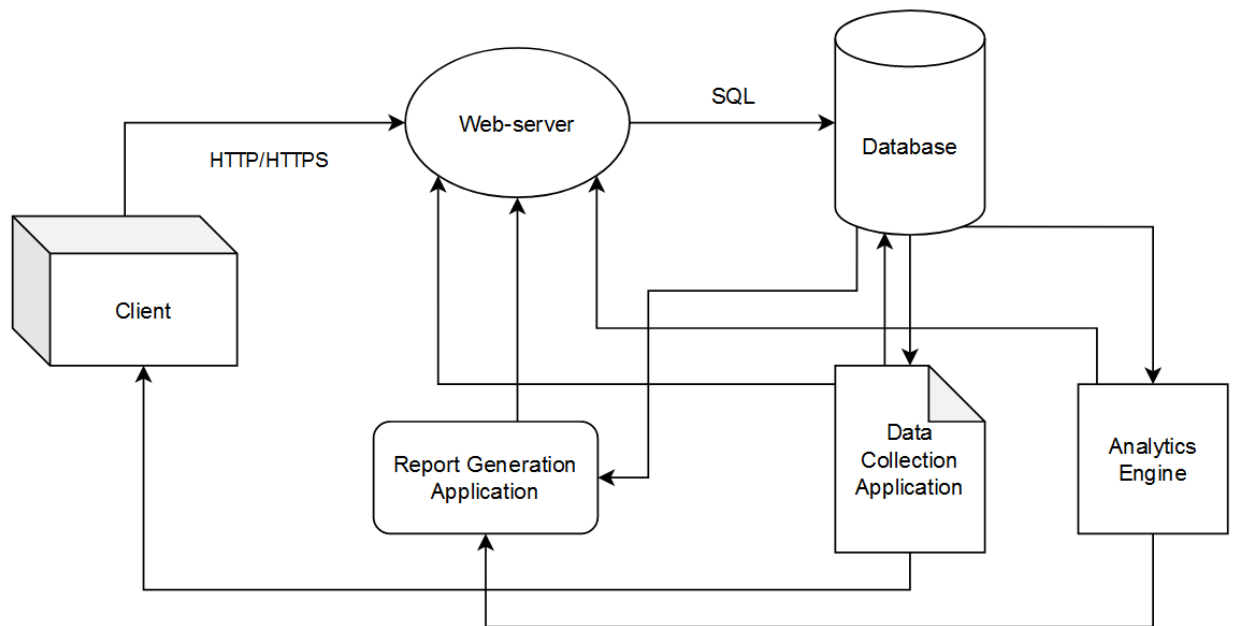 SQL
Web-server
Database
HTTP/HTTPS
Client
Report Generation
Application
Data
Collection
Application
Analytics
Engine